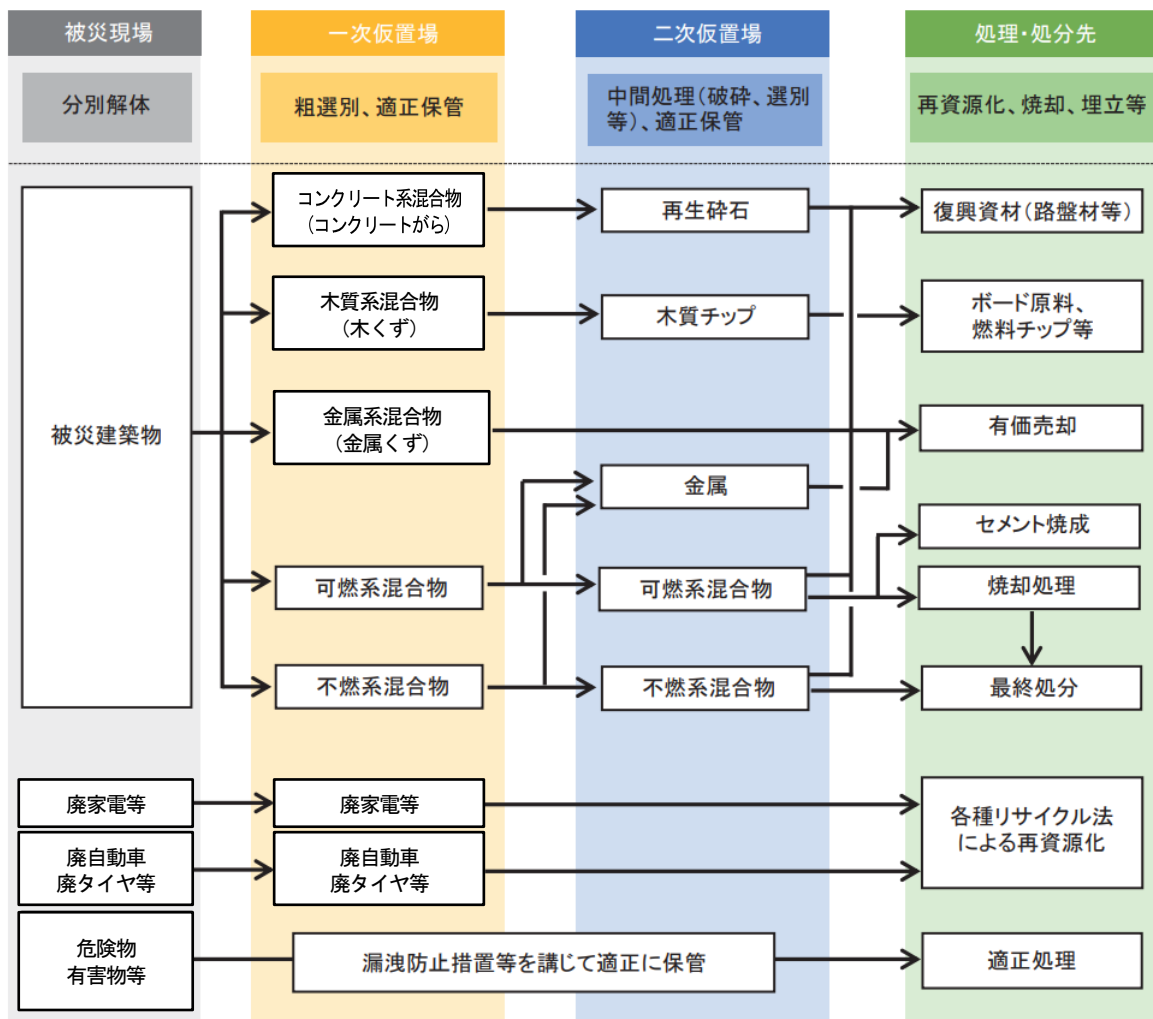 被災現場
一次仮置場
二次仮置場
処理・処分先
分別解体
粗選別、適正保管
中間処理(破砕、選別
等)、適正保管
再資源化、焼却、埋立等
被災建築物
コンクリート系混合物
(コンクリートがら)
再生砕石
復興資材(路盤材等)
木質系混合物
(木くず)
木質チップ
ボード原料、
燃料チップ等
金属系混合物
(金属くず)
有価売却
金属
セメント焼成
可燃系混合物
可燃系混合物
焼却処理
不燃系混合物
不燃系混合物
最終処分
廃家電等
廃家電等
各種リサイクル法
による再資源化
廃自動車
廃タイヤ等
廃自動車
廃タイヤ等
危険物
有害物等
漏洩防止措置等を講じて適正に保管
適正処理